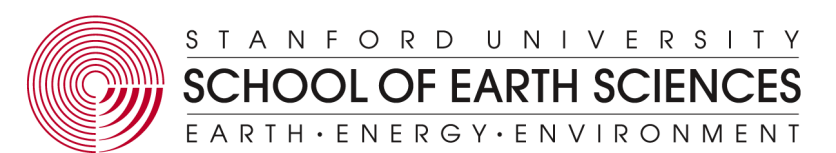 STANFORD UNIVERSITY
SCHOOL OF EARTH SCIENCES
EARTH·ENERGY·ENVIRONMENT